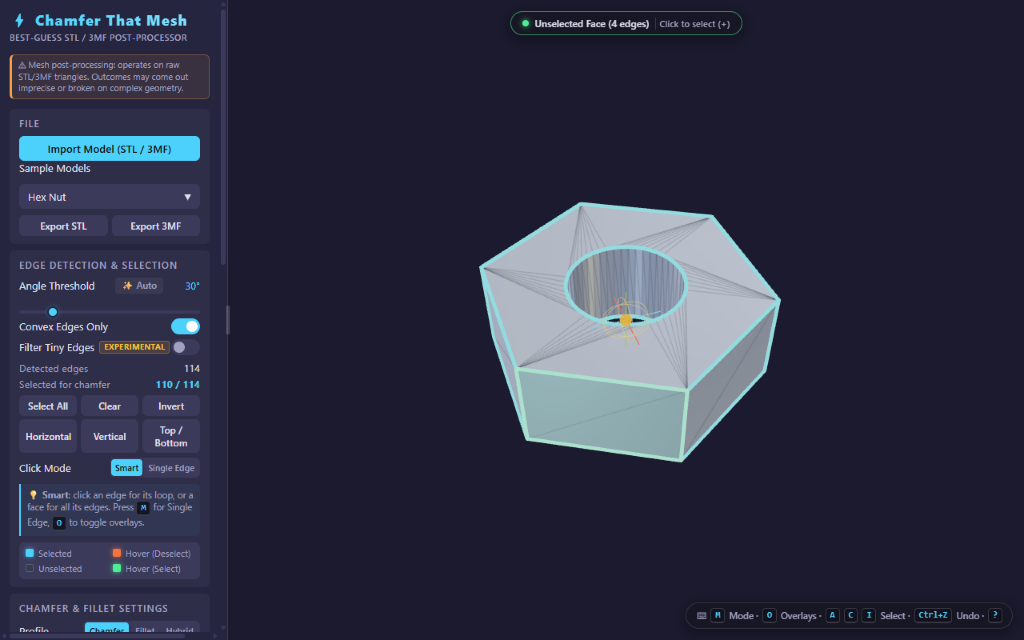 Chamfer That Mesh
BEST-GUESS STL / 3MF POST-PROCESSOR
⚠ Mesh post-processing: operates on raw
STL/3MF triangles. Outcomes may come out
imprecise or broken on complex geometry.
FILE
Import Model (STL / 3MF)
Sample Models
Hex Nut ▼
Export STL Export 3MF
EDGE DETECTION & SELECTION
Angle Threshold ✨ Auto 30°
Convex Edges Only
Filter Tiny Edges EXPERIMENTAL
Detected edges 114
Selected for chamfer 110 / 114
Select All Clear Invert
Horizontal Vertical Top /
Bottom
Click Mode Smart Single Edge
💡 Smart: click an edge for its loop, or a
face for all its edges. Press M for Single
Edge, O to toggle overlays.
Selected Hover (Deselect)
Unselected Hover (Select)
CHAMFER & FILLET SETTINGS
Profile Chamfer Fillet Hybrid
Unselected Face (4 edges) Click to select (+)
⌨ M Mode · O Overlays · A C I Select · Ctrl+Z Undo · ?